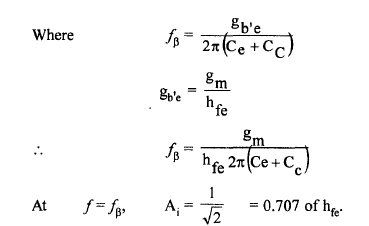 Where f_β = g_b'e / 2π(Ce + C_C)
g_b'e = g_m / h_fe
∴ f_β = g_m / h_fe 2π(Ce + C_c)
At f = f_β, A_i = 1 / √2 = 0.707 of h_fe.